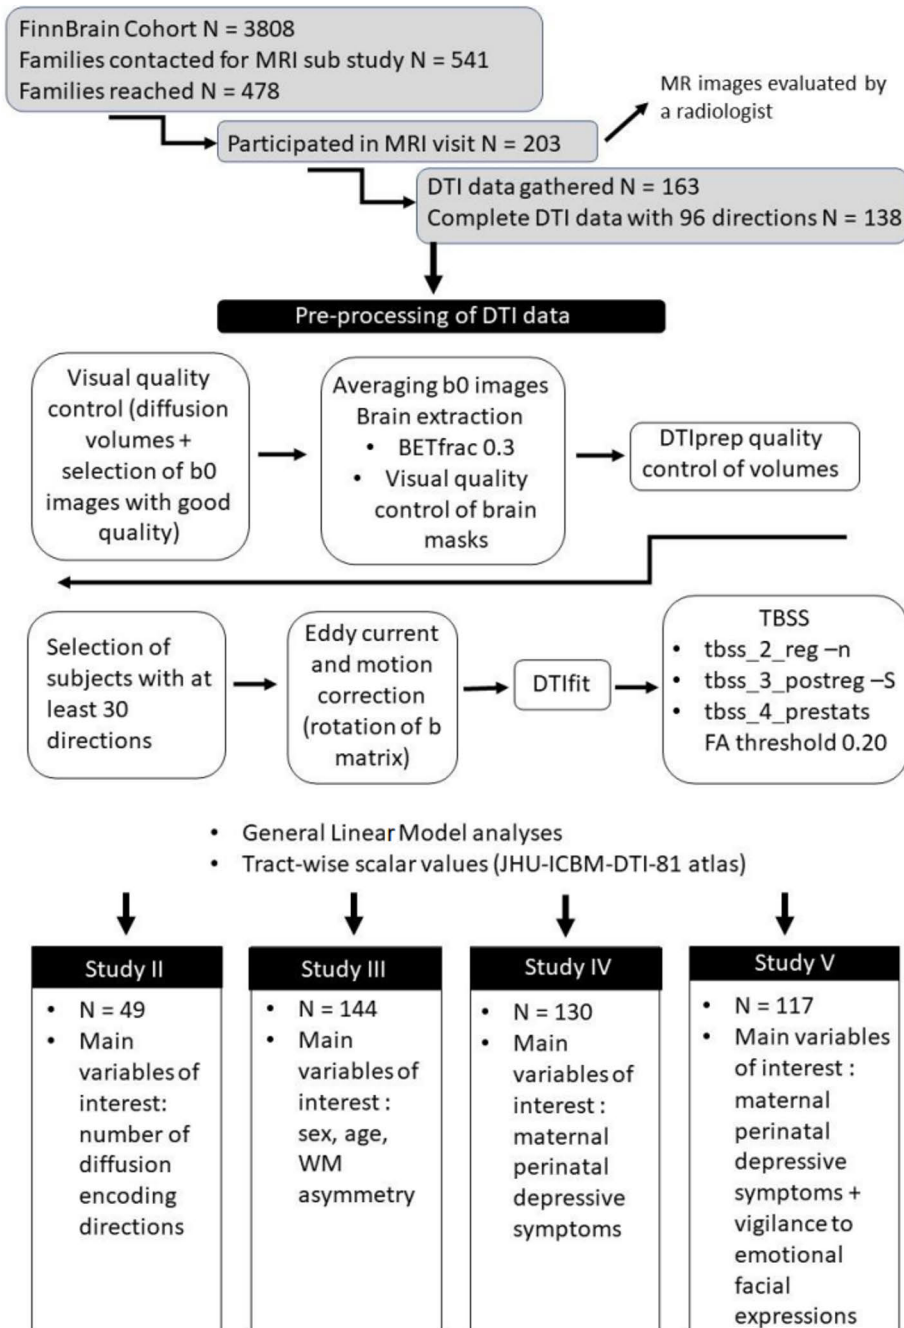 FinnBrain Cohort N = 3808
Families contacted for MRI sub study N = 541
Families reached N = 478
MR images evaluated by
a radiologist
Participated in MRI visit N = 203
DTI data gathered N = 163
Complete DTI data with 96 directions N = 138
Pre-processing of DTI data
Visual quality
control (diffusion
volumes +
selection of b0
images with good
quality)
Averaging b0 images
Brain extraction
• BETfrac 0.3
• Visual quality
control of brain
masks
DTIprep quality
control of volumes
Selection of
subjects with at
least 30
directions
Eddy current
and motion
correction
(rotation of b
matrix)
DTIfit
TBSS
• tbss_2_reg –n
• tbss_3_postreg –S
• tbss_4_prestats
FA threshold 0.20
• General Linear Model analyses
• Tract-wise scalar values (JHU-ICBM-DTI-81 atlas)
Study II
• N = 49
• Main
variables of
interest:
number of
diffusion
encoding
directions
Study III
• N = 144
• Main
variables of
interest :
sex, age,
WM
asymmetry
Study IV
• N = 130
• Main
variables of
interest :
maternal
perinatal
depressive
symptoms
Study V
• N = 117
• Main variables
of interest :
maternal
perinatal
depressive
symptoms +
vigilance to
emotional
facial
expressions